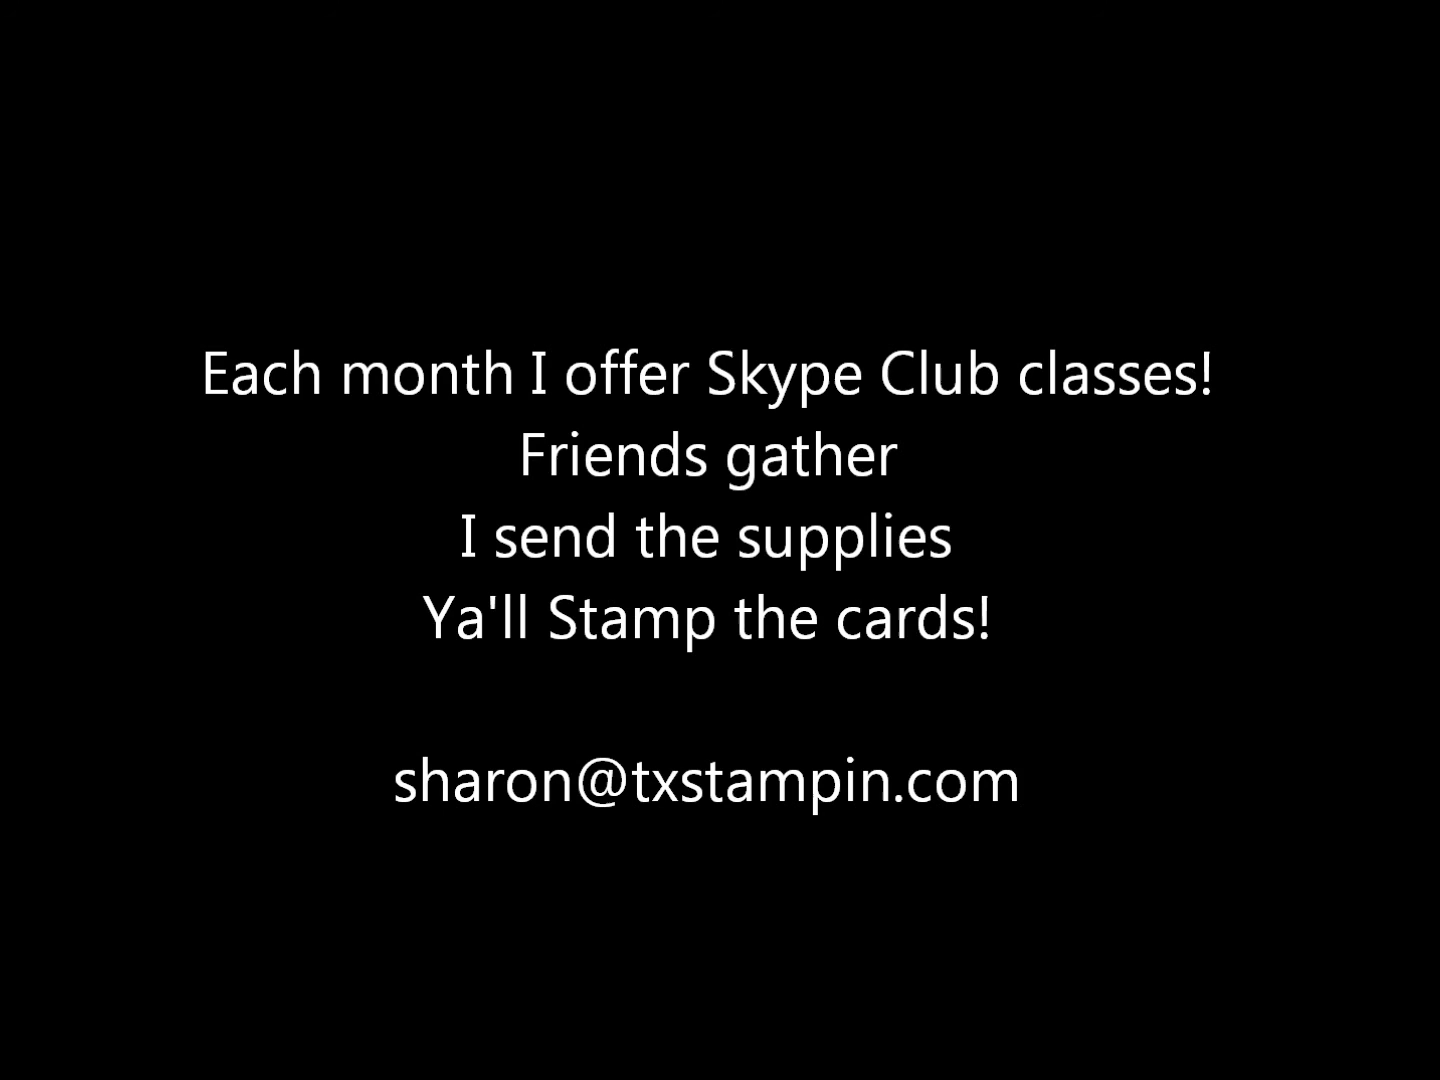 Each month I offer Skype Club classes!
Friends gather
I send the supplies
Ya'll Stamp the cards!
sharon@txstampin.com